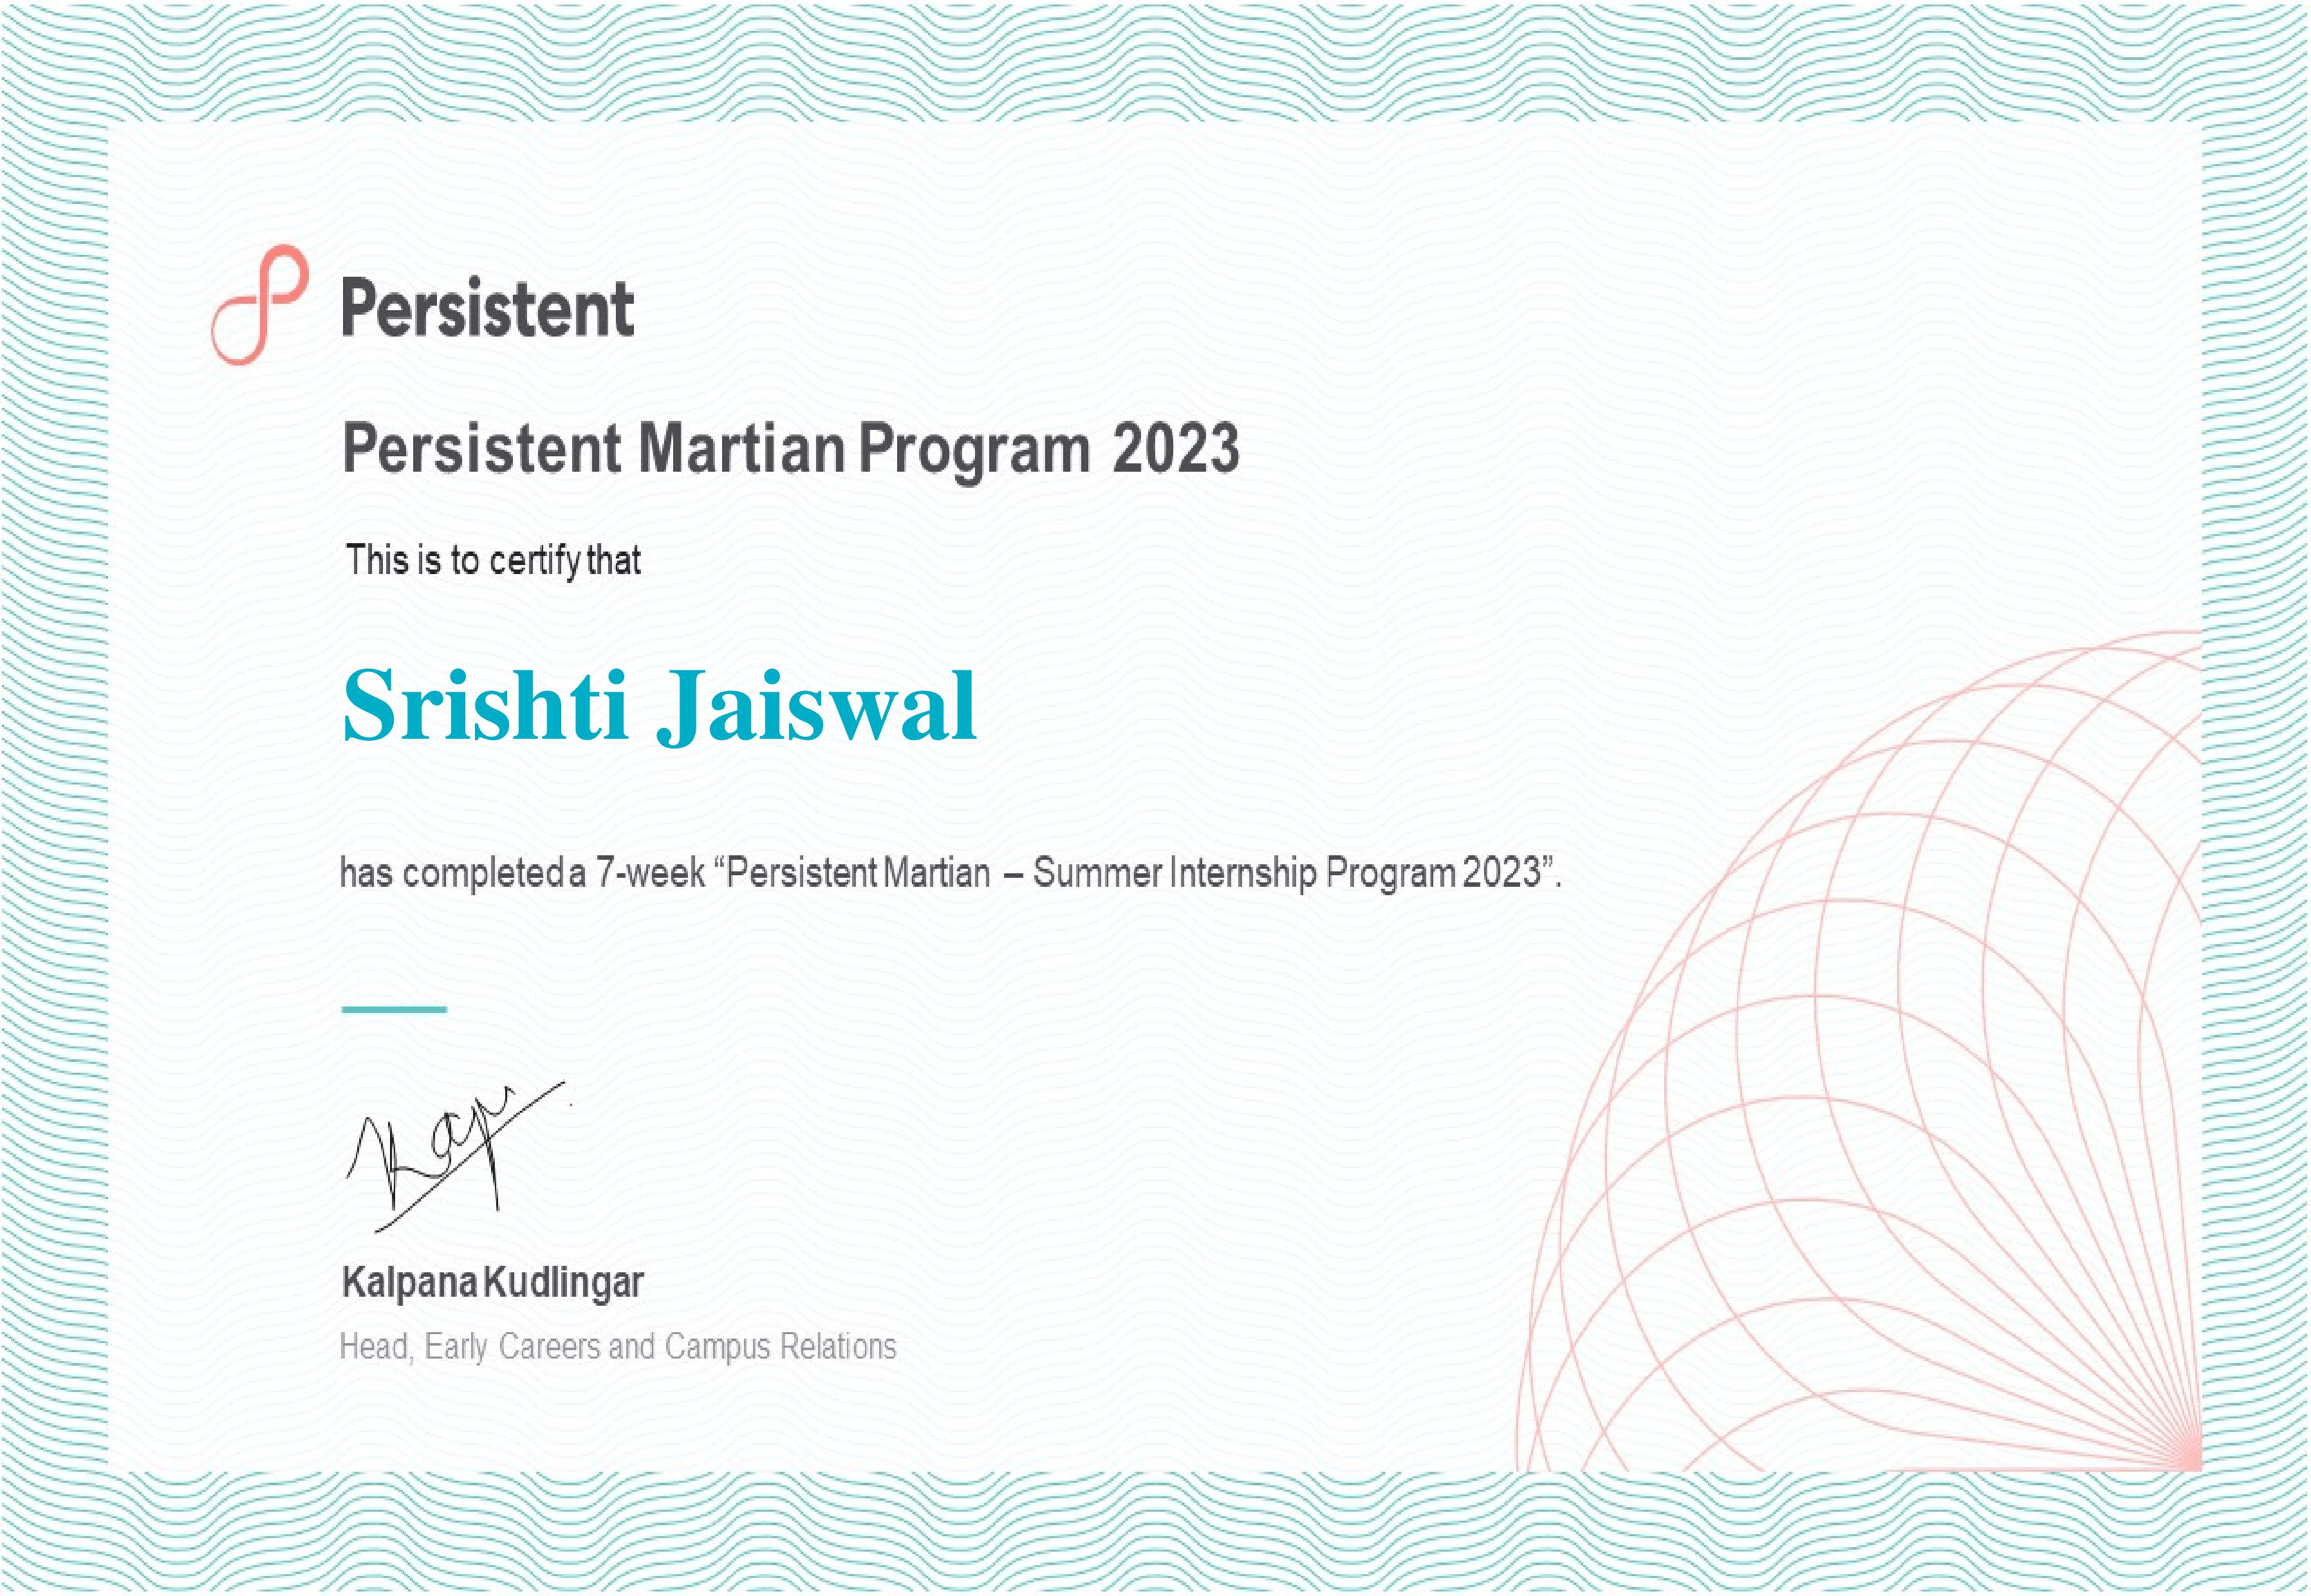 Persistent
Persistent Martian Program 2023
This is to certify that
Srishti Jaiswal
has completed a 7-week “Persistent Martian – Summer Internship Program 2023”.
Kalpana Kudlingar
Head, Early Careers and Campus Relations